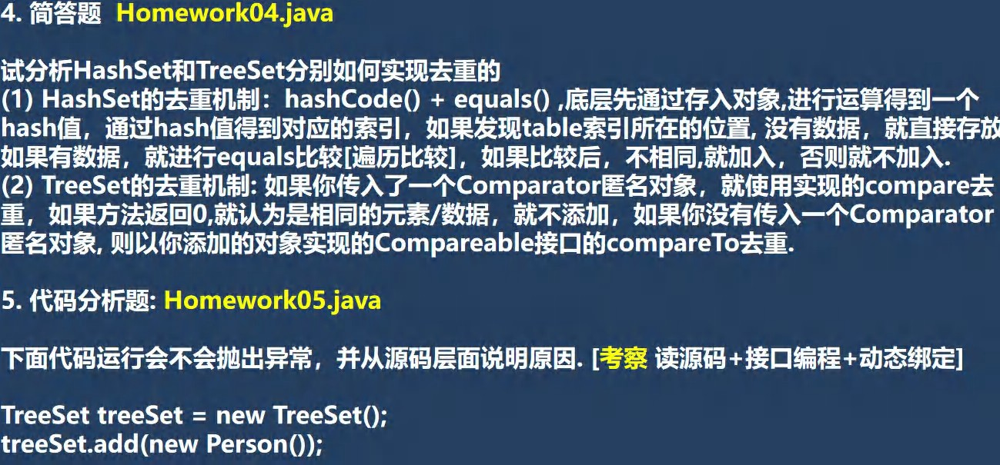 4. 简答题 Homework04.java
试分析HashSet和TreeSet分别如何实现去重的
(1) HashSet的去重机制：hashCode() + equals() ,底层先通过存入对象,进行运算得到一个
hash值，通过hash值得到对应的索引，如果发现table索引所在的位置, 没有数据，就直接存放
如果有数据，就进行equals比较[遍历比较]，如果比较后，不相同,就加入，否则就不加入.
(2) TreeSet的去重机制: 如果你传入了一个Comparator匿名对象，就使用实现的compare去
重，如果方法返回0,就认为是相同的元素/数据，就不添加，如果你没有传入一个Comparator
匿名对象, 则以你添加的对象实现的Compareable接口的compareTo去重.
5. 代码分析题: Homework05.java
下面代码运行会不会抛出异常，并从源码层面说明原因. [考察 读源码+接口编程+动态绑定]
TreeSet treeSet = new TreeSet();
treeSet.add(new Person());